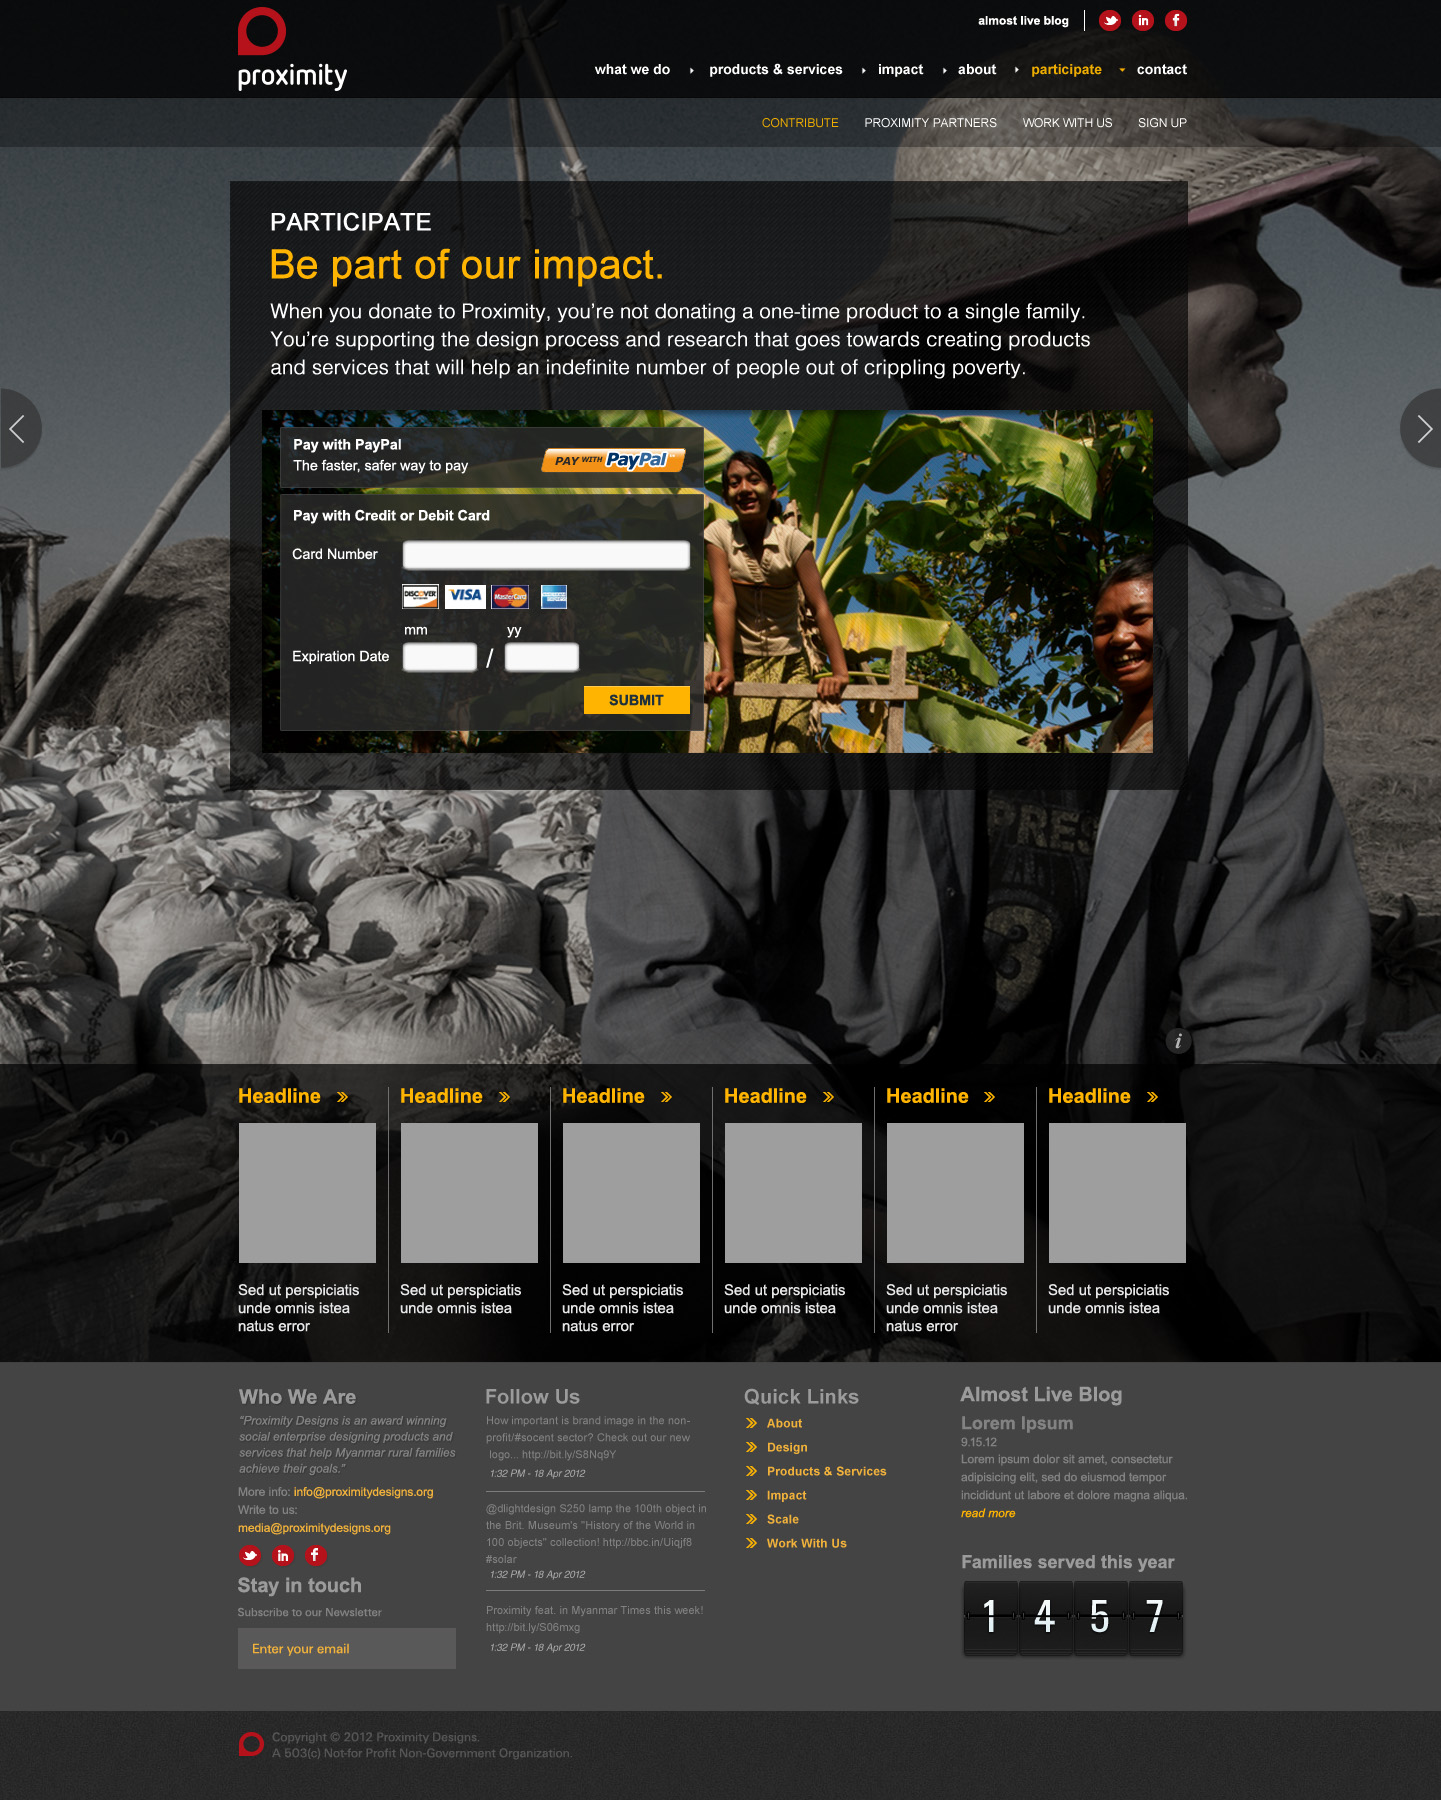 proximity
almost live blog
what we do
products & services
impact
about
participate
contact
CONTRIBUTE
PROXIMITY PARTNERS
WORK WITH US
SIGN UP
PARTICIPATE
Be part of our impact.
When you donate to Proximity, you're not donating a one-time product to a single family.
You're supporting the design process and research that goes towards creating products
and services that will help an indefinite number of people out of crippling poverty.
Pay with PayPal
The faster, safer way to pay
PAY WITH PayPal
Pay with Credit or Debit Card
Card Number
DISCOVER
VISA
MasterCard
mm
yy
Expiration Date
/
SUBMIT
PRES
3
i
Headline
Headline
Headline
Headline
Headline
Headline
Sed ut perspiciatis
unde omnis istea
natus error
Sed ut perspiciatis
unde omnis istea
Sed ut perspiciatis
unde omnis istea
natus error
Sed ut perspiciatis
unde omnis istea
Sed ut perspiciatis
unde omnis istea
natus error
Sed ut perspiciatis
unde omnis istea
Who We Are
"Proximity Designs is an award winning
social enterprise designing products and
services that help Myanmar rural families
achieve their goals."
More info: info@proximitydesigns.org
Write to us:
media@proximitydesigns.org
Stay in touch
Subscribe to our Newsletter
Enter your email
Follow Us
How important is brand image in the non-
profit/#socent sector? Check out our new
logo... http://bit.ly/S8Nq9Y
1:32 PM - 18 Apr 2012
@dlightdesign S250 lamp the 100th object in
the Brit. Museum's "History of the World in
100 objects" collection! http://bbc.in/Uiqjf8
#solar
1:32 PM - 18 Apr 2012
Proximity feat. in Myanmar Times this week!
http://bit.ly/S06mxg
1:32 PM - 18 Apr 2012
Quick Links
About
Design
Products & Services
Impact
Scale
Work With Us
Almost Live Blog
Lorem Ipsum
9.15.12
Lorem ipsum dolor sit amet, consectetur
adipisicing elit, sed do eiusmod tempor
incididunt ut labore et dolore magna aliqua.
read more
Families served this year
1 4 5 7
Copyright © 2012 Proximity Designs.
A 503(c) Not-for Profit Non-Government Organization.